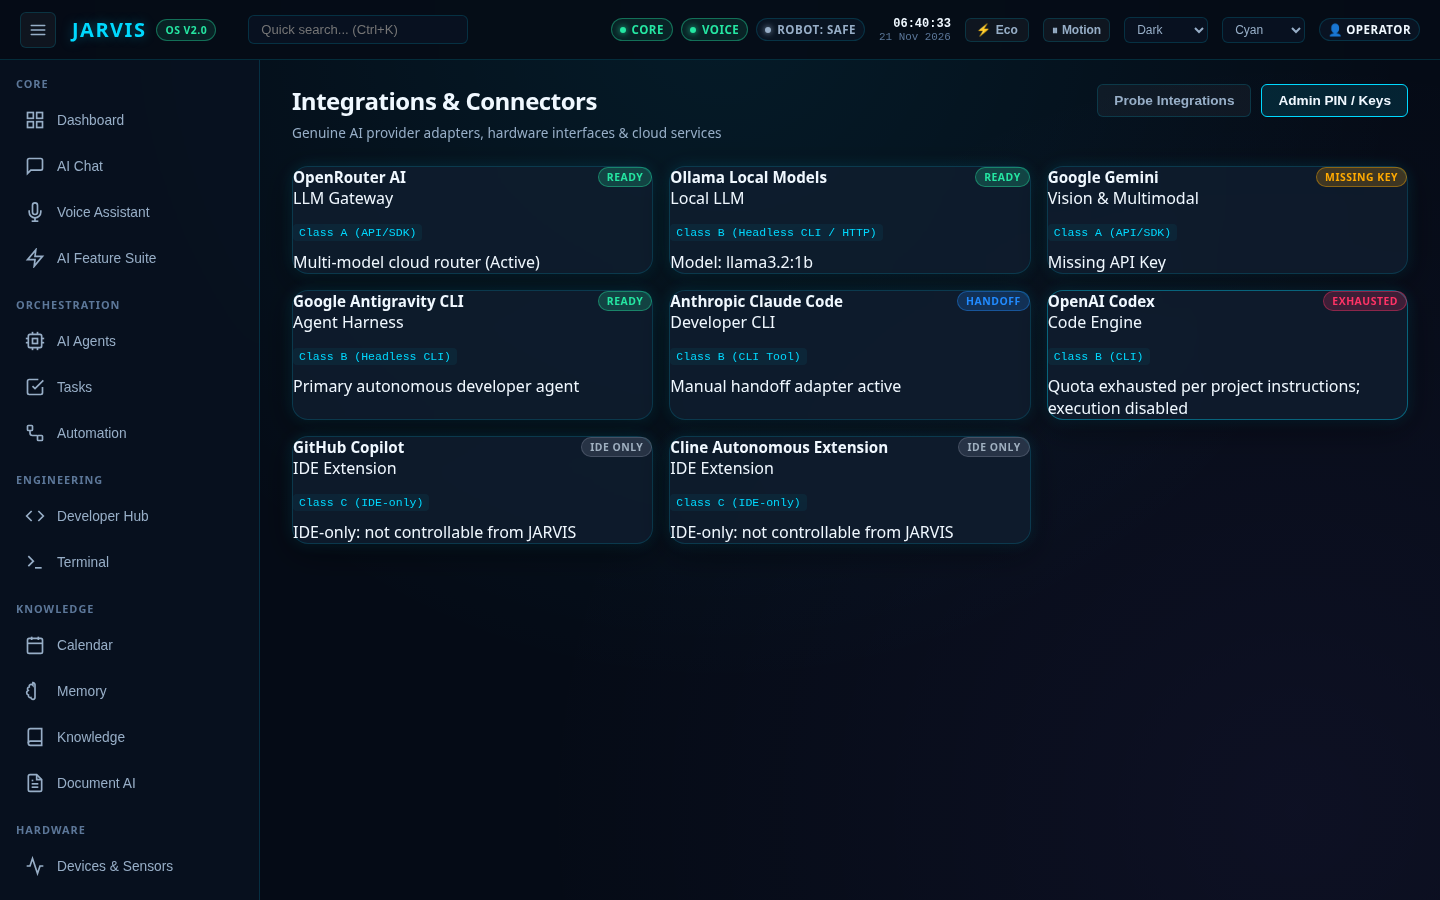 JARVIS
OS V2.0
Quick search... (Ctrl+K)
CORE
VOICE
ROBOT: SAFE
06:40:33
21 Nov 2026
⚡ Eco
Motion
Dark
Cyan
OPERATOR
CORE
Dashboard
AI Chat
Voice Assistant
AI Feature Suite
ORCHESTRATION
AI Agents
Tasks
Automation
ENGINEERING
Developer Hub
Terminal
KNOWLEDGE
Calendar
Memory
Knowledge
Document AI
HARDWARE
Devices & Sensors
Integrations & Connectors
Genuine AI provider adapters, hardware interfaces & cloud services
Probe Integrations
Admin PIN / Keys
OpenRouter AI
READY
LLM Gateway
Class A (API/SDK)
Multi-model cloud router (Active)
Ollama Local Models
READY
Local LLM
Class B (Headless CLI / HTTP)
Model: llama3.2:1b
Google Gemini
MISSING KEY
Vision & Multimodal
Class A (API/SDK)
Missing API Key
Google Antigravity CLI
READY
Agent Harness
Class B (Headless CLI)
Primary autonomous developer agent
Anthropic Claude Code
HANDOFF
Developer CLI
Class B (CLI Tool)
Manual handoff adapter active
OpenAI Codex
EXHAUSTED
Code Engine
Class B (CLI)
Quota exhausted per project instructions;
execution disabled
GitHub Copilot
IDE ONLY
IDE Extension
Class C (IDE-only)
IDE-only: not controllable from JARVIS
Cline Autonomous Extension
IDE ONLY
IDE Extension
Class C (IDE-only)
IDE-only: not controllable from JARVIS